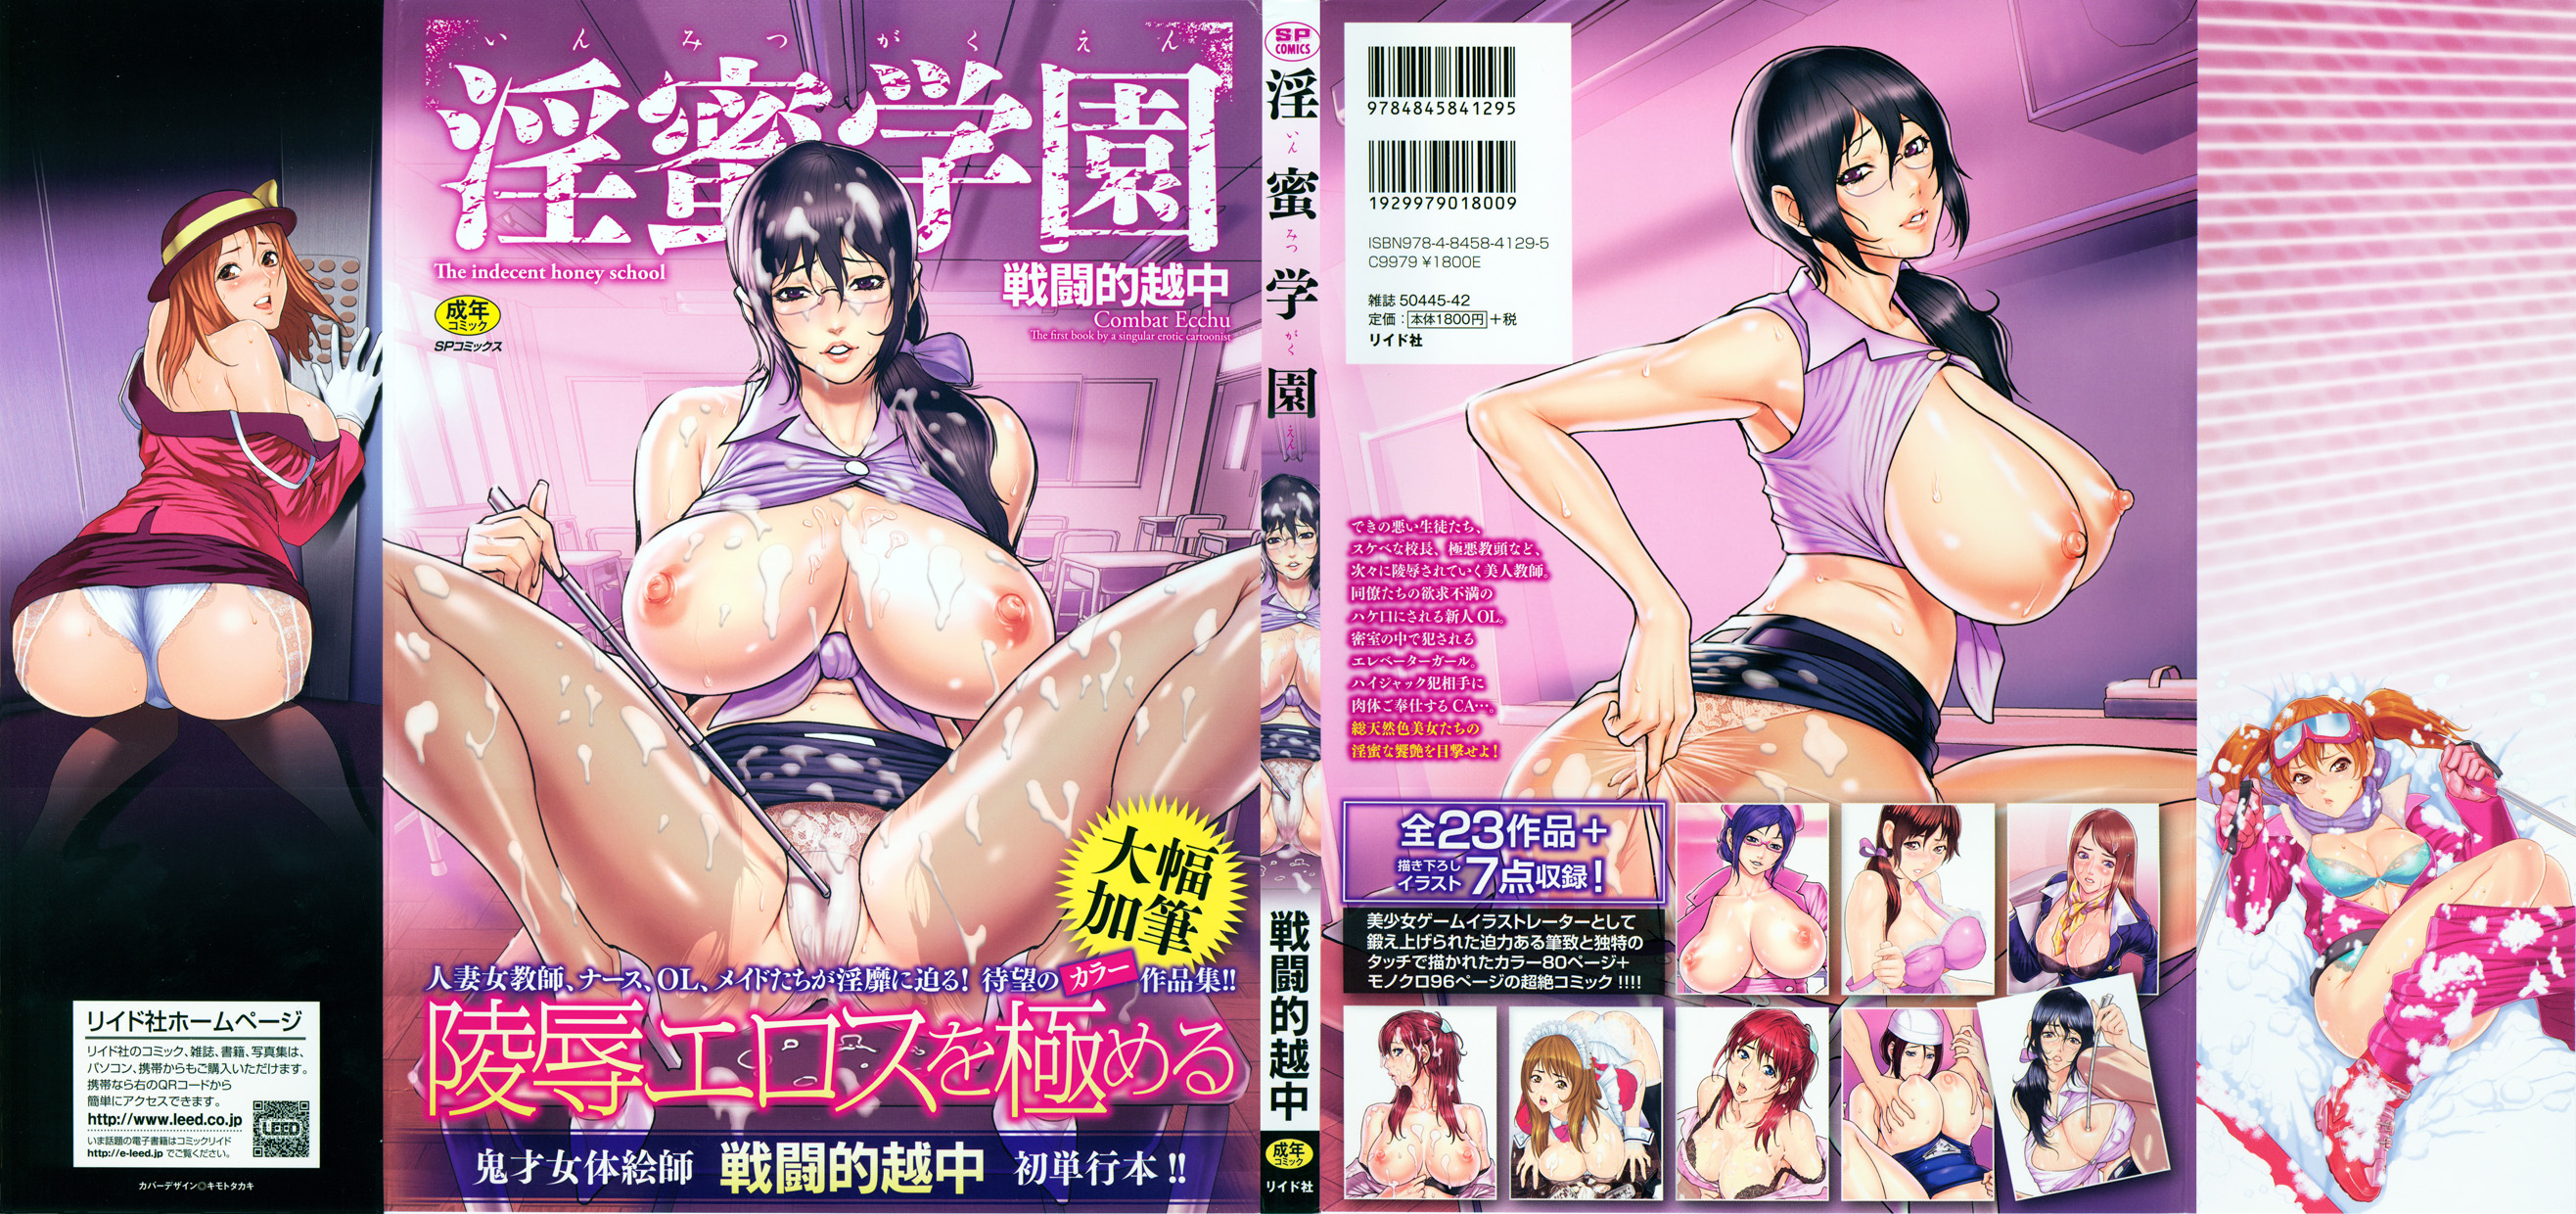 リイド社ホームページ
リイド社のコミック、雑誌、書籍、写真集は、
パソコン、携帯からもご購入いただけます。
携帯なら右のQRコードから
簡単にアクセスできます。
http://www.leed.co.jp
いま話題の電子書籍はコミックリイド
http://e-leed.jp でご覧ください。
LEED
カバーデザイン◎キモトタカキ
いんみつがくえん
淫蜜学園
The indecent honey school
戦闘的越中
Combat Ecchu
The first book by a singular erotic cartoonist
成年
コミック
SPコミックス
大幅
加筆
人妻女教師、ナース、OL、メイドたちが淫靡に迫る! 待望のカラー作品集!!
陵辱エロスを極める
鬼才女体絵師 戦闘的越中 初単行本!!
SP
COMICS
淫蜜学園
いんみつがくえん
戦闘的越中
成年
コミック
リイド社
9784845841295
1929979018009
ISBN978-4-8458-4129-5
C9979 ¥1800E
雑誌 50445-42
定価：本体1800円+税
リイド社
できの悪い生徒たち、
スケベな校長、極悪教頭など、
次々に陵辱されていく美人教師。
同僚たちの欲求不満の
ハケ口にされる新人OL。
密室の中で犯される
エレベーターガール。
ハイジャック犯相手に
肉体ご奉仕するCA…。
総天然色美女たちの
淫蜜な饗艶を目撃せよ!
全23作品+
描き下ろし
イラスト7点収録!
美少女ゲームイラストレーターとして
鍛え上げられた迫力ある筆致と独特の
タッチで描かれたカラー80ページ+
モノクロ96ページの超絶コミック!!!!